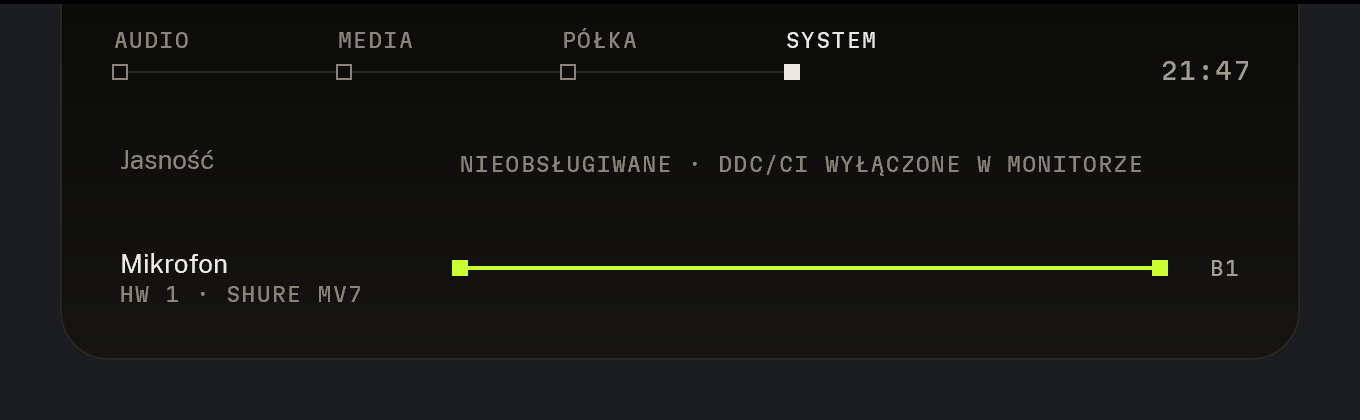 AUDIO MEDIA PÓŁKA SYSTEM
21:47
Jasność NIEOBSŁUGIWANE · DDC/CI WYŁĄCZONE W MONITORZE
Mikrofon B1
HW 1 · SHURE MV7